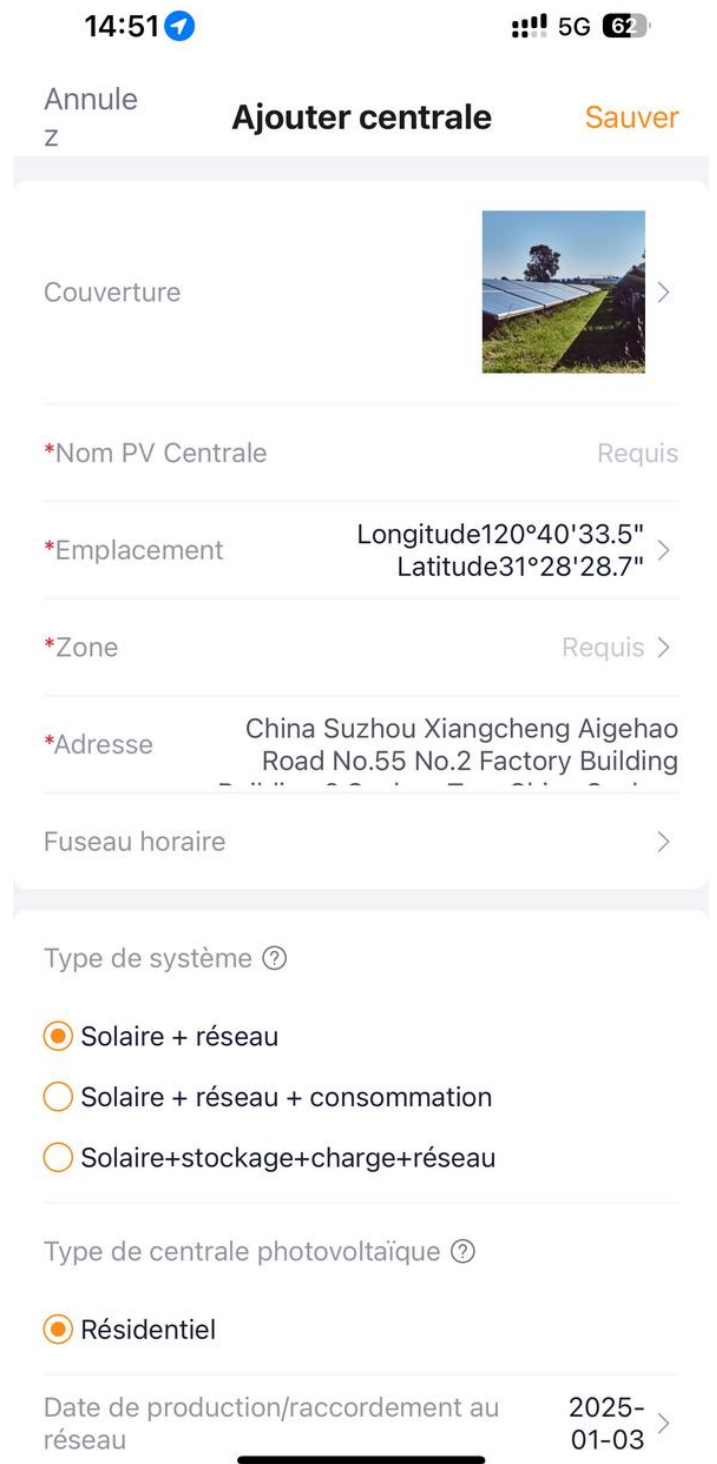 14:51
5G 62
Annule
z
Ajouter centrale
Sauver
Couverture
*Nom PV Centrale
Requis
*Emplacement
Longitude120°40'33.5"
Latitude31°28'28.7"
*Zone
Requis
*Adresse
China Suzhou Xiangcheng Aigehao
Road No.55 No.2 Factory Building
Fuseau horaire
Type de système ?
Solaire + réseau
Solaire + réseau + consommation
Solaire+stockage+charge+réseau
Type de centrale photovoltaïque ?
Résidentiel
Date de production/raccordement au
réseau
2025-
01-03